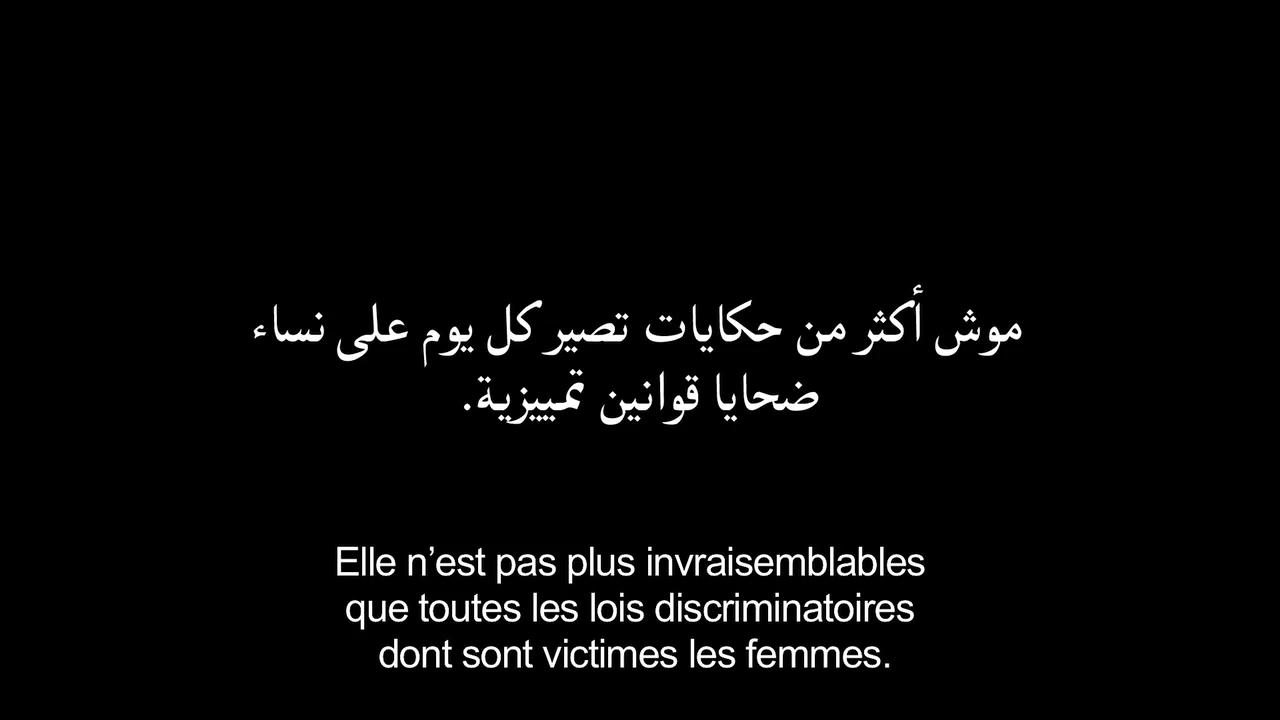 موش أكثر من حكايات تصير كل يوم على نساء
ضحايا قوانين تمييزية.
Elle n’est pas plus invraisemblables
que toutes les lois discriminatoires
dont sont victimes les femmes.